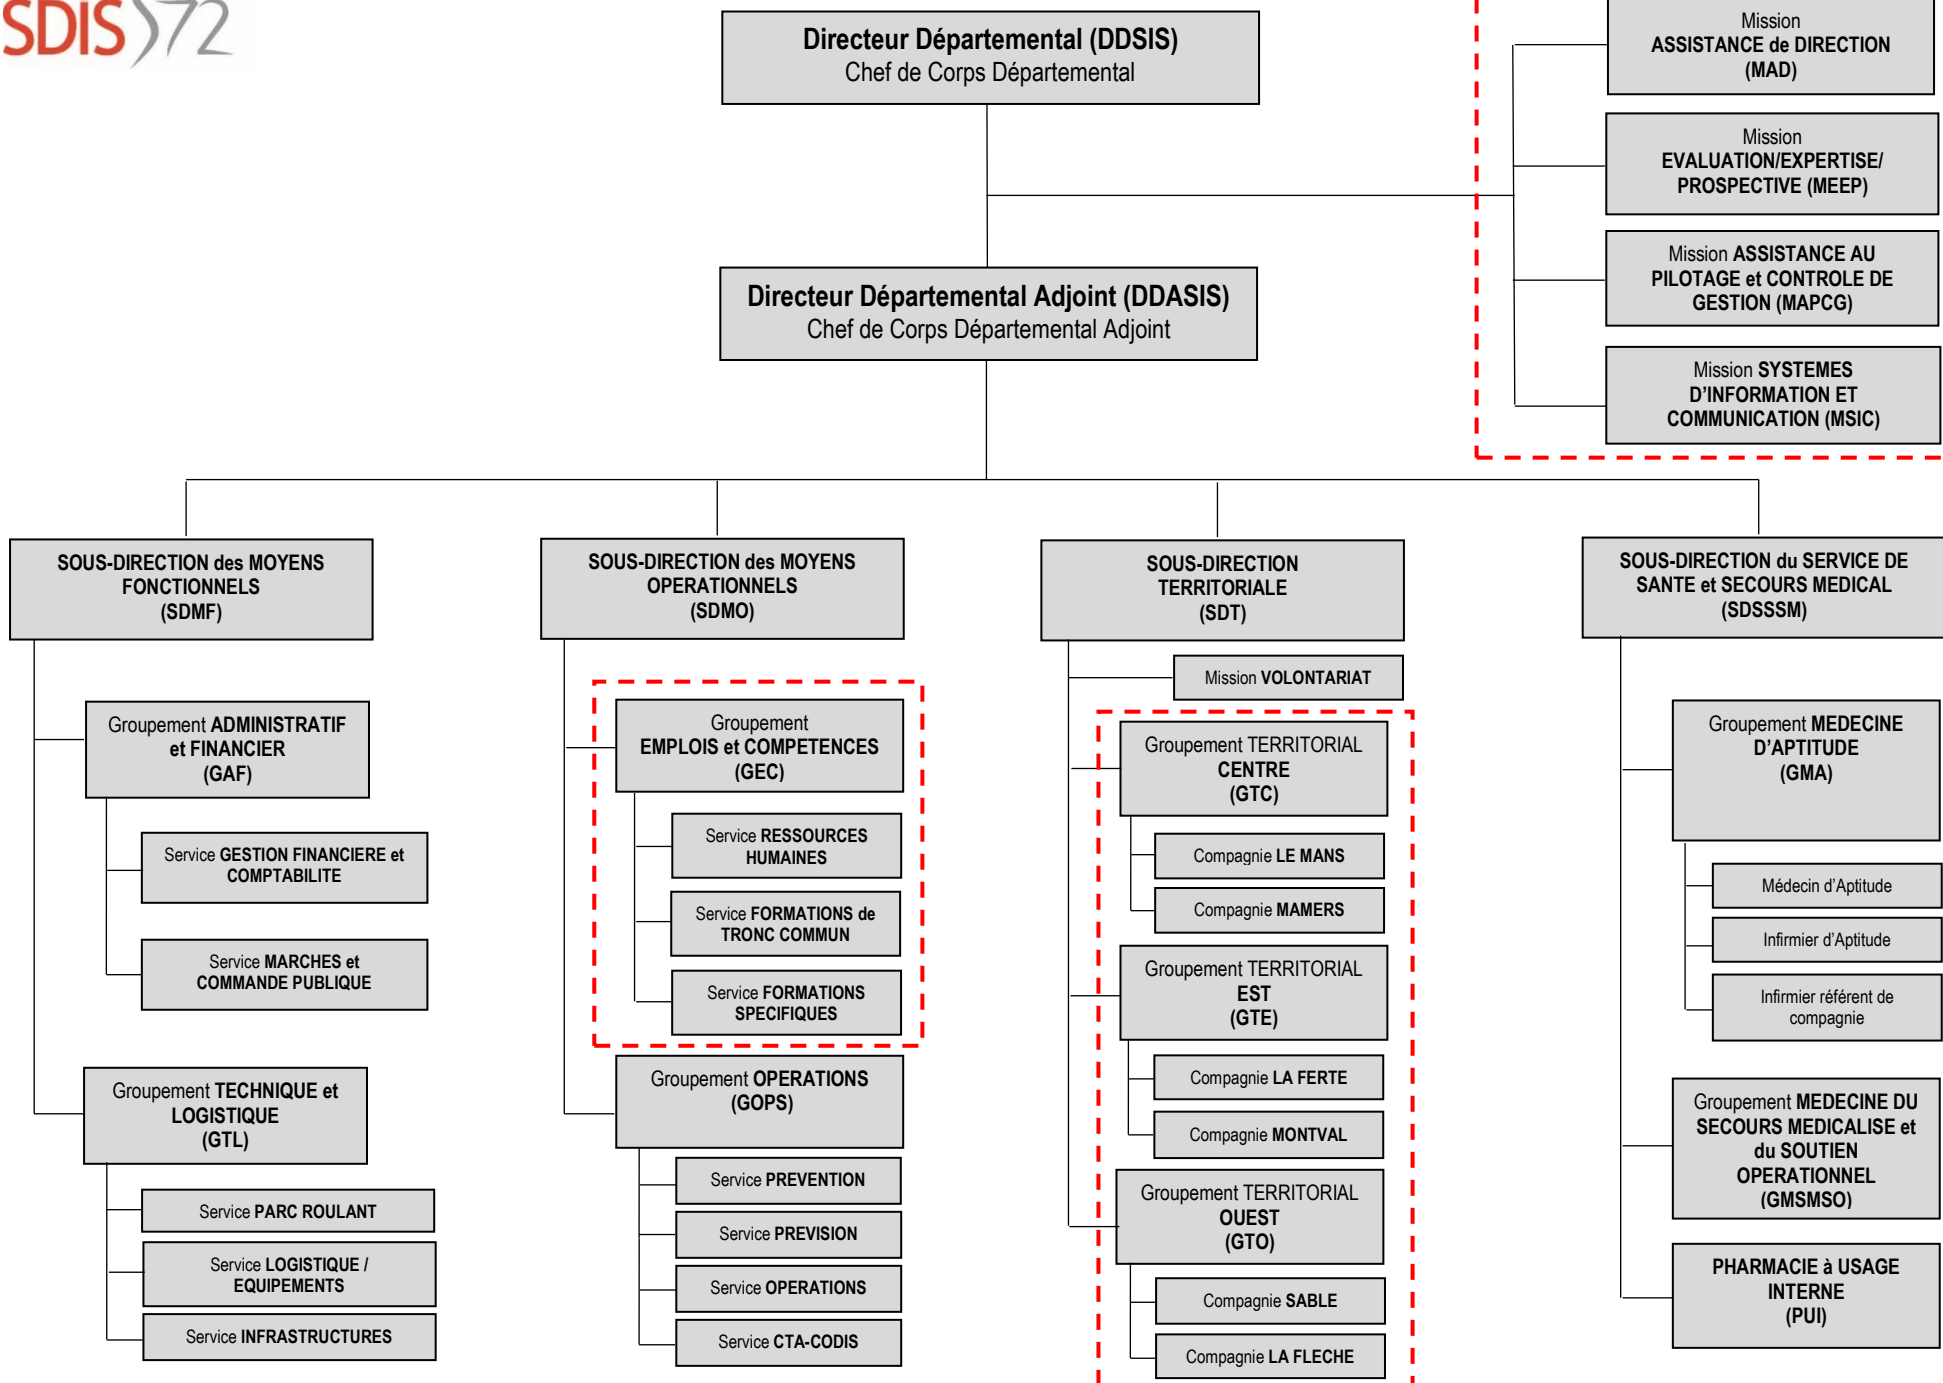 SDIS 72
Directeur Départemental (DDSIS)
Chef de Corps Départemental
Mission
ASSISTANCE de DIRECTION
(MAD)
Mission
EVALUATION/EXPERTISE/
PROSPECTIVE (MEEP)
Mission ASSISTANCE AU
PILOTAGE et CONTROLE DE
GESTION (MAPCG)
Mission SYSTEMES
D'INFORMATION ET
COMMUNICATION (MSIC)
Directeur Départemental Adjoint (DDASIS)
Chef de Corps Départemental Adjoint
SOUS-DIRECTION des MOYENS
FONCTIONNELS
(SDMF)
Groupement ADMINISTRATIF
et FINANCIER
(GAF)
Service GESTION FINANCIERE et
COMPTABILITE
Service MARCHES et
COMMANDE PUBLIQUE
Groupement TECHNIQUE et
LOGISTIQUE
(GTL)
Service PARC ROULANT
Service LOGISTIQUE /
EQUIPEMENTS
Service INFRASTRUCTURES
SOUS-DIRECTION des MOYENS
OPERATIONNELS
(SDMO)
Groupement
EMPLOIS et COMPETENCES
(GEC)
Service RESSOURCES
HUMAINES
Service FORMATIONS de
TRONC COMMUN
Service FORMATIONS
SPECIFIQUES
Groupement OPERATIONS
(GOPS)
Service PREVENTION
Service PREVISION
Service OPERATIONS
Service CTA-CODIS
SOUS-DIRECTION
TERRITORIALE
(SDT)
Mission VOLONTARIAT
Groupement TERRITORIAL
CENTRE
(GTC)
Compagnie LE MANS
Compagnie MAMERS
Groupement TERRITORIAL
EST
(GTE)
Compagnie LA FERTE
Compagnie MONTVAL
Groupement TERRITORIAL
OUEST
(GTO)
Compagnie SABLE
Compagnie LA FLECHE
SOUS-DIRECTION du SERVICE DE
SANTE et SECOURS MEDICAL
(SDSSSM)
Groupement MEDECINE
D'APTITUDE
(GMA)
Médecin d'Aptitude
Infirmier d'Aptitude
Infirmier référent de
compagnie
Groupement MEDECINE DU
SECOURS MEDICALISE et
du SOUTIEN
OPERATIONNEL
(GMSMSO)
PHARMACIE à USAGE
INTERNE
(PUI)